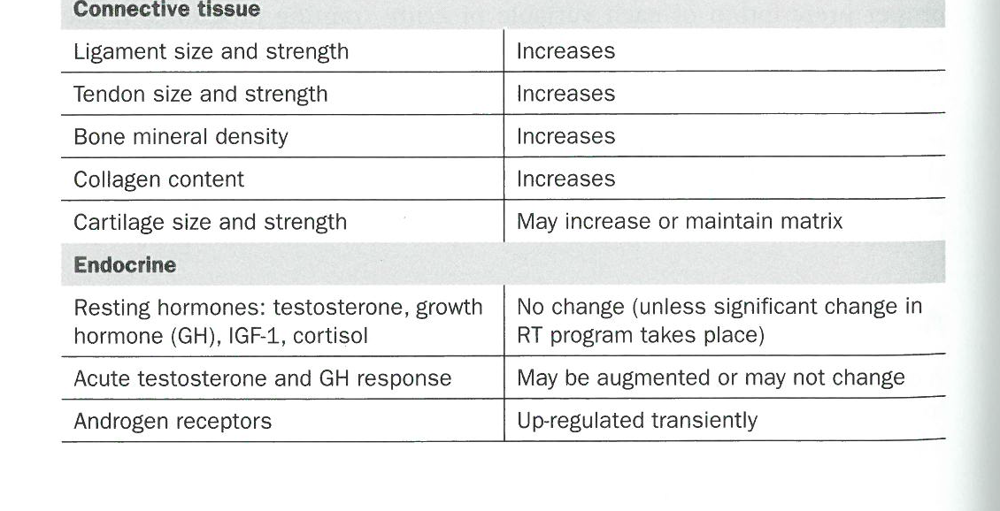 Connective tissue
Ligament size and strength
Increases
Tendon size and strength
Increases
Bone mineral density
Increases
Collagen content
Increases
Cartilage size and strength
May increase or maintain matrix
Endocrine
Resting hormones: testosterone, growth
hormone (GH), IGF-1, cortisol
No change (unless significant change in
RT program takes place)
Acute testosterone and GH response
May be augmented or may not change
Androgen receptors
Up-regulated transiently